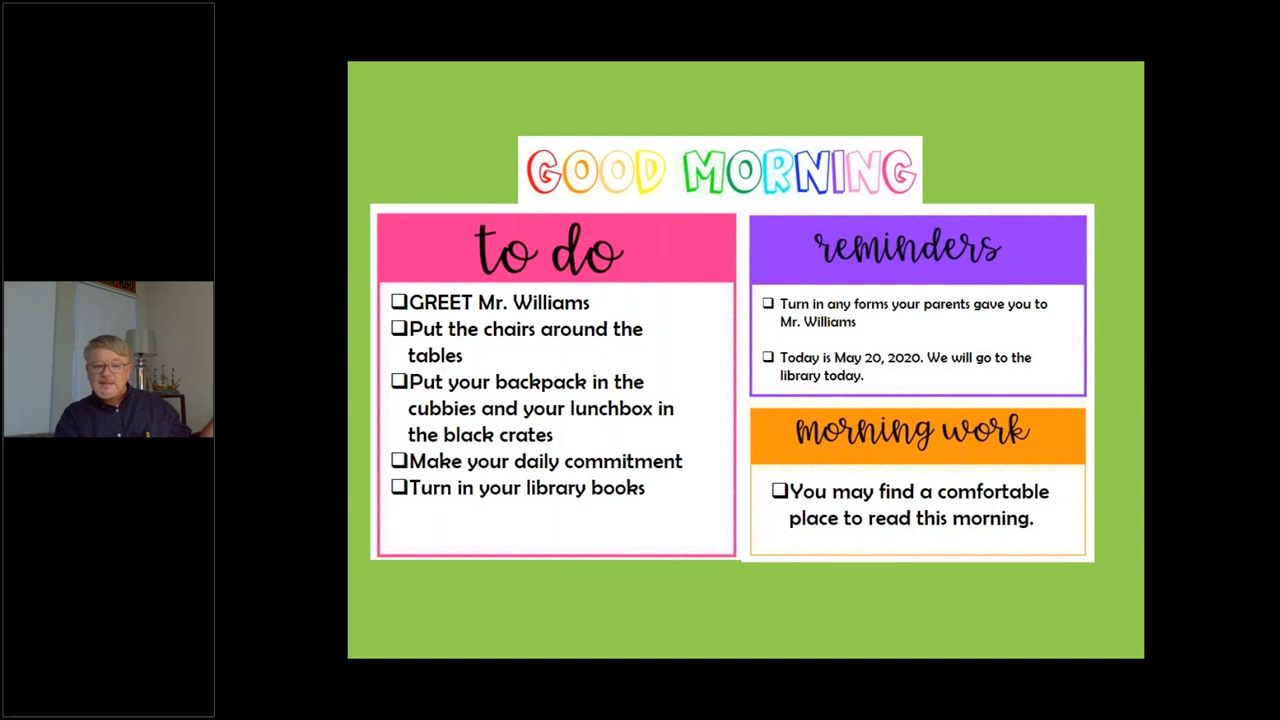 GOOD MORNING
to do
❑GREET Mr. Williams
❑Put the chairs around the
tables
❑Put your backpack in the
cubbies and your lunchbox in
the black crates
❑Make your daily commitment
❑Turn in your library books
reminders
❑ Turn in any forms your parents gave you to
Mr. Williams
❑ Today is May 20, 2020. We will go to the
library today.
morning work
❑You may find a comfortable
place to read this morning.